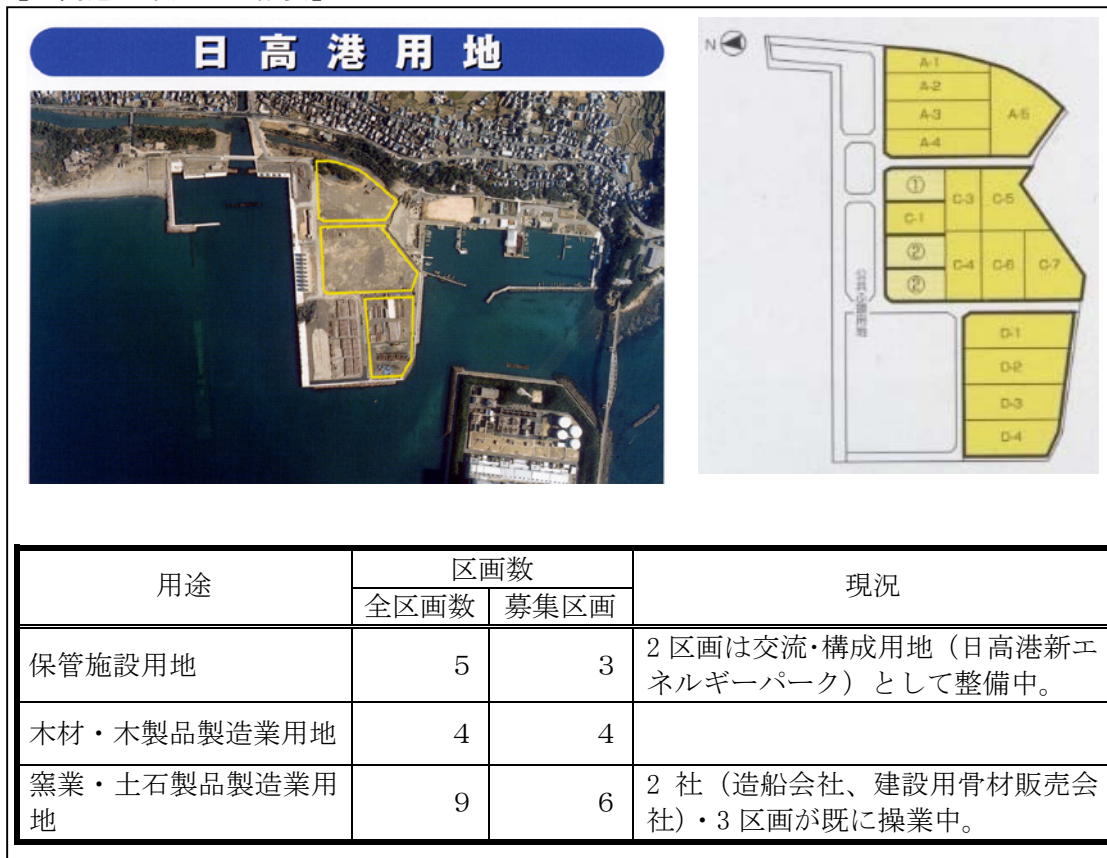 日高港用地
N
A-1
A-2
A-3
A-4
A-5
①
C-1
②
②
C-3
C-4
C-5
C-6
C-7
D-1
D-2
D-3
D-4
用途
区画数
現況
全区画数
募集区画
保管施設用地
5
3
2区画は交流・構成用地（日高港新エ
ネルギーパーク）として整備中。
木材・木製品製造業用地
4
4
窯業・土石製品製造業用
地
9
6
2 社（造船会社、建設用骨材販売会
社）・3区画が既に操業中。